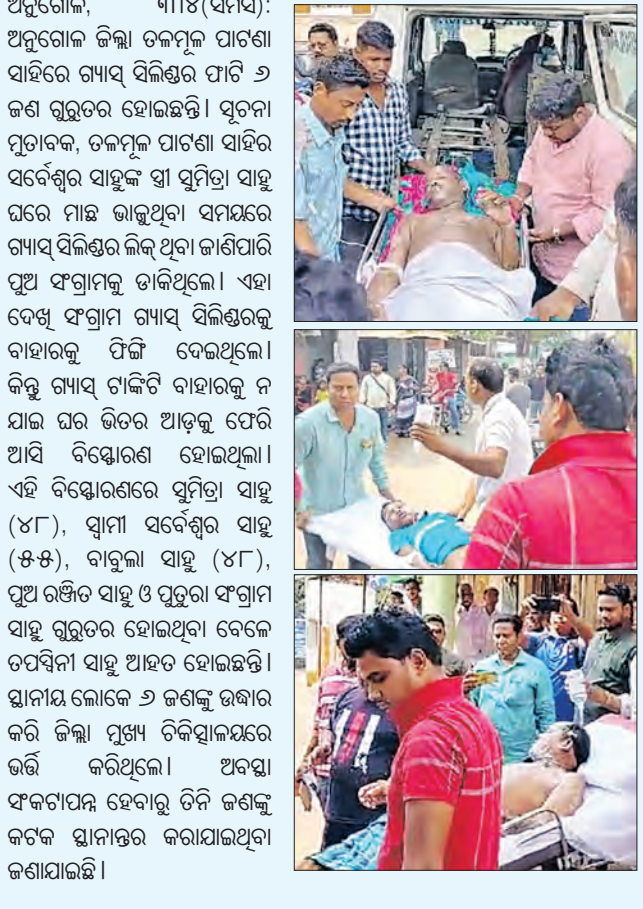 ଅନୁଗୋଳ, ୩।୪(ସମିସ):
ଅନୁଗୋଳ ଜିଲ୍ଲା ତଳମୂଳ ପାଟଣା
ସାହିରେ ଗ୍ୟାସ୍ ସିଲିଣ୍ଡର ଫାଟି ୬
ଜଣ ଗୁରୁତର ହୋଇଛନ୍ତି। ସୂଚନା
ମୁତାବକ, ତଳମୂଳ ପାଟଣା ସାହିର
ସର୍ବେଶ୍ୱର ସାହୁଙ୍କ ସ୍ତ୍ରୀ ସୁମିତ୍ରା ସାହୁ
ଘରେ ମାଛ ଭାଜୁଥିବା ସମୟରେ
ଗ୍ୟାସ୍ ସିଲିଣ୍ଡର ଲିକ୍ ଥିବା ଜାଣିପାରି
ପୁଅ ସଂଗ୍ରାମକୁ ଡାକିଥିଲେ। ଏହା
ଦେଖି ସଂଗ୍ରାମ ଗ୍ୟାସ୍ ସିଲିଣ୍ଡରକୁ
ବାହାରକୁ ଫିଙ୍ଗି ଦେଇଥିଲେ।
କିନ୍ତୁ ଗ୍ୟାସ୍ ଟାଙ୍କିଟି ବାହାରକୁ ନ
ଯାଇ ଘର ଭିତର ଆଡ଼କୁ ଫେରି
ଆସି ବିସ୍ଫୋରଣ ହୋଇଥିଲା।
ଏହି ବିସ୍ଫୋରଣରେ ସୁମିତ୍ରା ସାହୁ
(୪୮), ସ୍ୱାମୀ ସର୍ବେଶ୍ୱର ସାହୁ
(୫୫), ବାବୁଲା ସାହୁ (୪୮),
ପୁଅ ରଞ୍ଜିତ ସାହୁ ଓ ପୁତୁରା ସଂଗ୍ରାମ
ସାହୁ ଗୁରୁତର ହୋଇଥିବା ବେଳେ
ତପସ୍ୱିନୀ ସାହୁ ଆହତ ହୋଇଛନ୍ତି।
ସ୍ଥାନୀୟ ଲୋକେ ୬ ଜଣଙ୍କୁ ଉଦ୍ଧାର
କରି ଜିଲ୍ଲା ମୁଖ୍ୟ ଚିକିତ୍ସାଳୟରେ
ଭର୍ତ୍ତି କରିଥିଲେ। ଅବସ୍ଥା
ସଂକଟାପନ୍ନ ହେବାରୁ ତିନି ଜଣଙ୍କୁ
କଟକ ସ୍ଥାନାନ୍ତର କରାଯାଇଥିବା
ଜଣାଯାଇଛି।